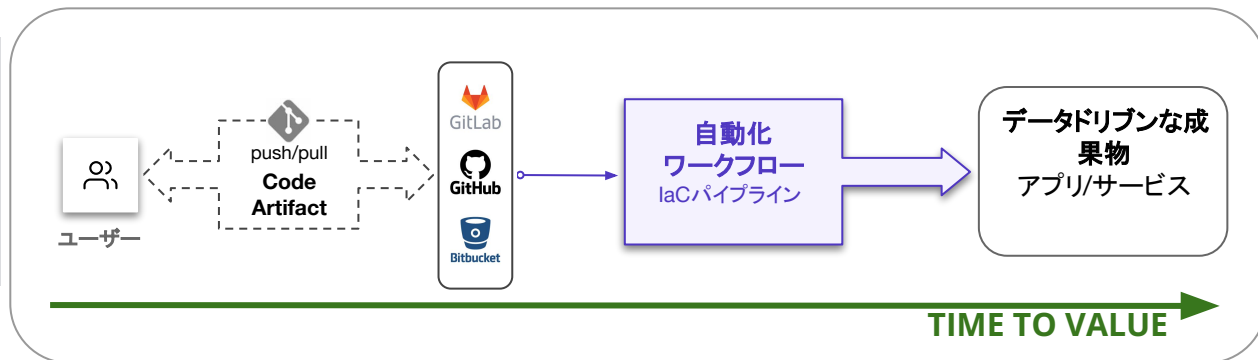 ユーザー
push/pull
Code
Artifact
GitLab
GitHub
Bitbucket
自動化
ワークフロー
IaCパイプライン
データドリブンな成
果物
アプリ/サービス
TIME TO VALUE